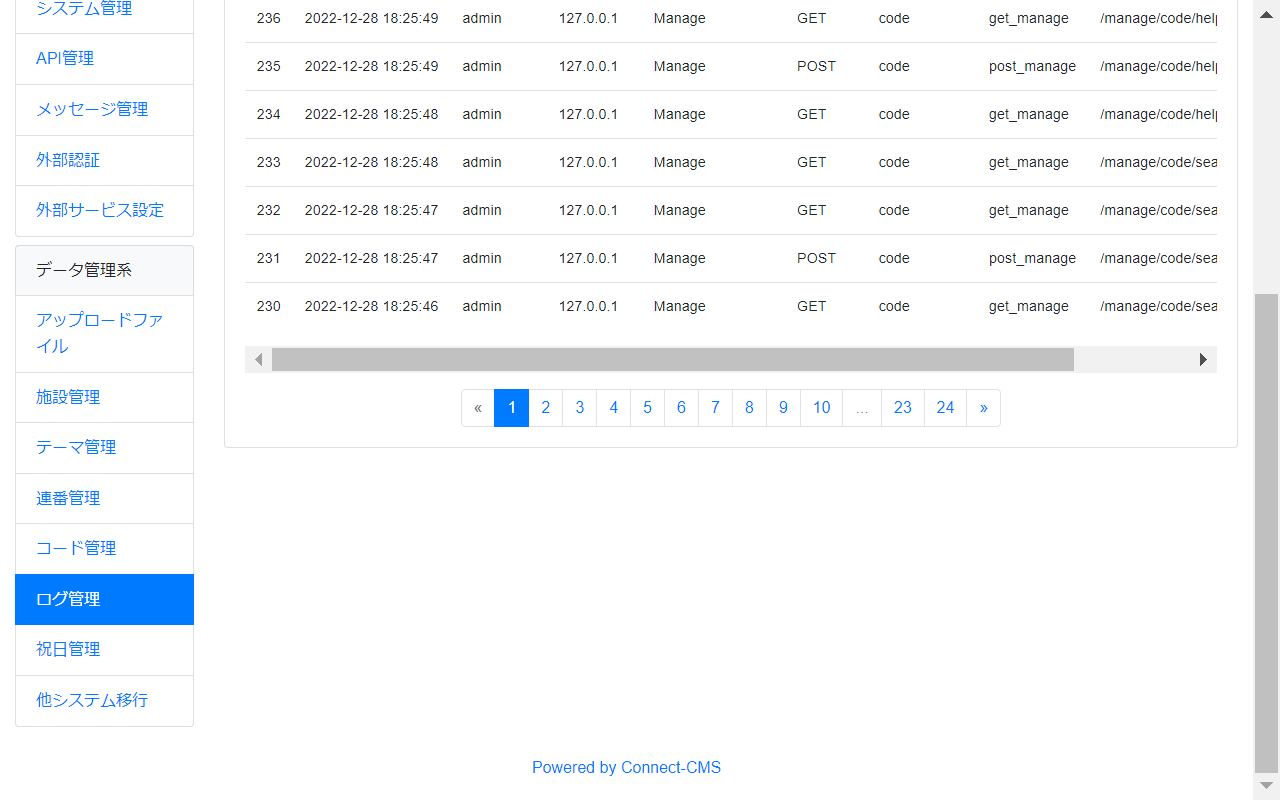 システム管理
API管理
メッセージ管理
外部認証
外部サービス設定
データ管理系
アップロードファ
イル
施設管理
テーマ管理
連番管理
コード管理
ログ管理
祝日管理
他システム移行
236 2022-12-28 18:25:49 admin 127.0.0.1 Manage GET code get_manage /manage/code/help
235 2022-12-28 18:25:49 admin 127.0.0.1 Manage POST code post_manage /manage/code/help
234 2022-12-28 18:25:48 admin 127.0.0.1 Manage GET code get_manage /manage/code/help
233 2022-12-28 18:25:48 admin 127.0.0.1 Manage GET code get_manage /manage/code/sea
232 2022-12-28 18:25:47 admin 127.0.0.1 Manage GET code get_manage /manage/code/sea
231 2022-12-28 18:25:47 admin 127.0.0.1 Manage POST code post_manage /manage/code/sea
230 2022-12-28 18:25:46 admin 127.0.0.1 Manage GET code get_manage /manage/code/sea
« 1 2 3 4 5 6 7 8 9 10 ... 23 24 »
Powered by Connect-CMS